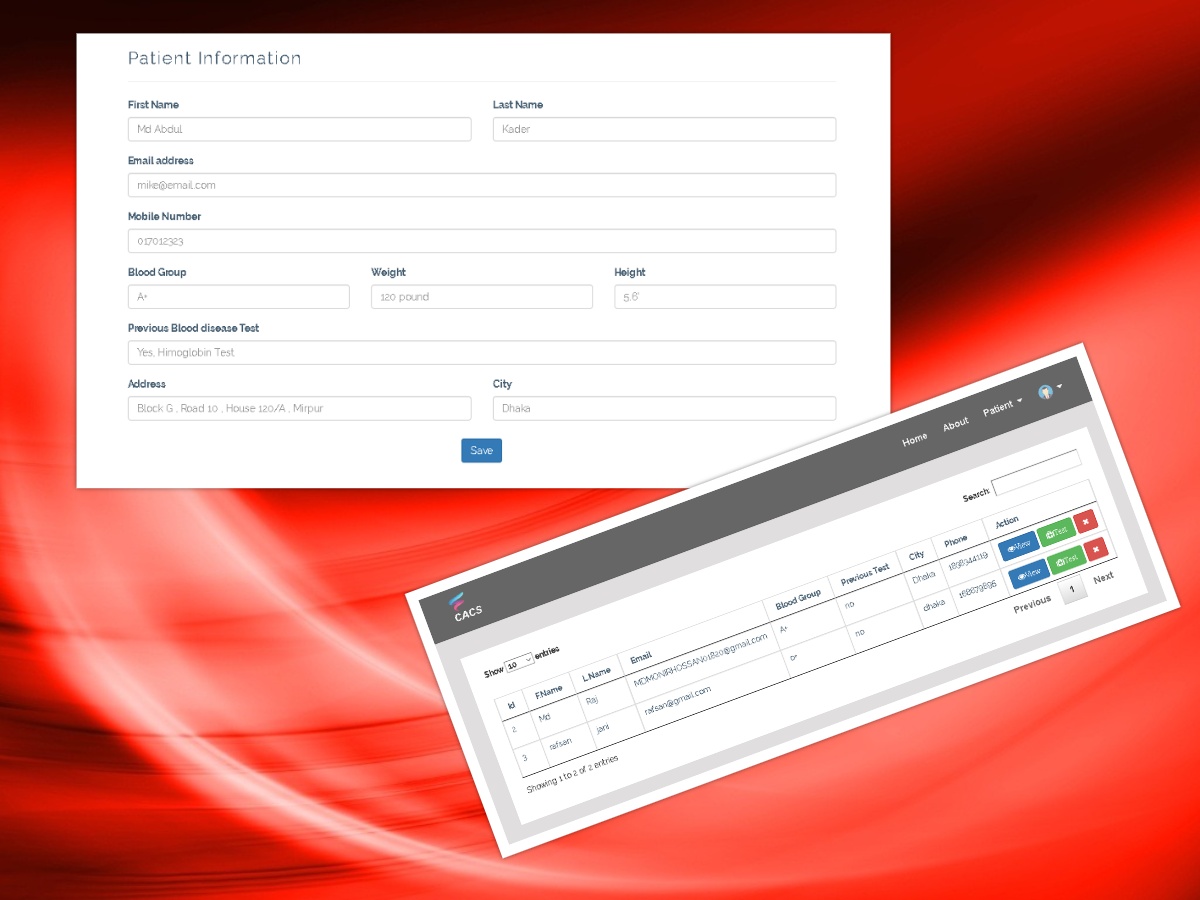 Patient Information
First Name Last Name
Md Abdul Kader
Email address
mike@email.com
Mobile Number
017012323
Blood Group Weight Height
A+ 120 pound 5.6'
Previous Blood disease Test
Yes, Himoglobin Test
Address City
Block G , Road 10 , House 120/A , Mirpur Dhaka
Save
CACS Home About Patient
Show 10 entries Search:
Id F.Name L.Name Email Blood Group Previous Test City Phone Action
2 Md Raj MDMONIRHOSSAN01820@gmail.com A+ no Dhaka View Test
3 rafsan jani rafsan@gmail.com no dhaka View Test
Showing 1 to 2 of 2 entries Previous 1 Next